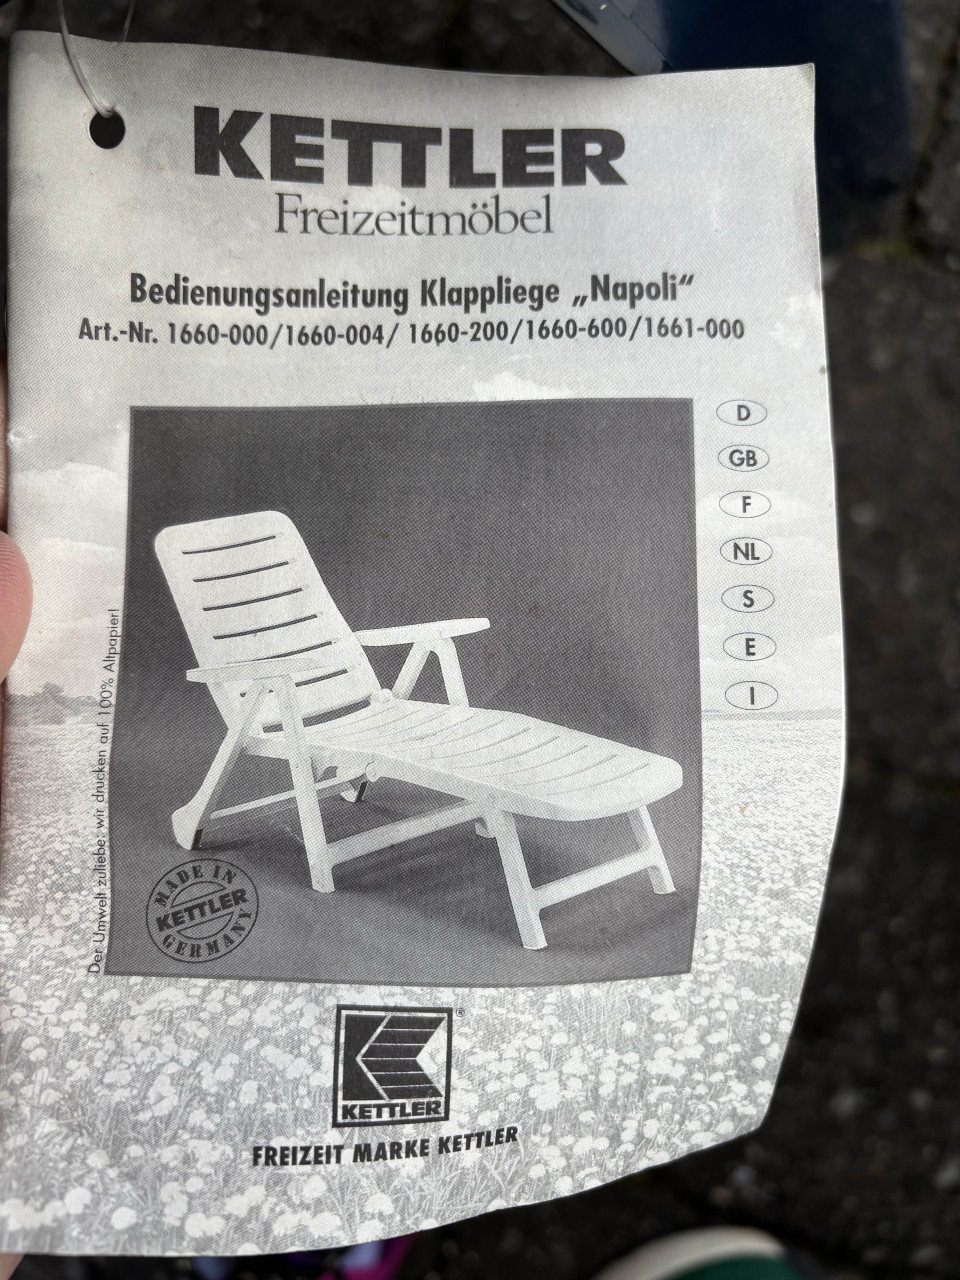 KETTLER
Freizeitmöbel
Bedienungsanleitung Klappliege „Napoli“
Art.-Nr. 1660-000/1660-004/ 1660-200/1660-600/1661-000
D
GB
F
NL
S
E
I
Der Umwelt zuliebe: wir drucken auf 100% Altpapier!
MADE IN
KETTLER
GERMANY
KETTLER
®
FREIZEIT MARKE KETTLER